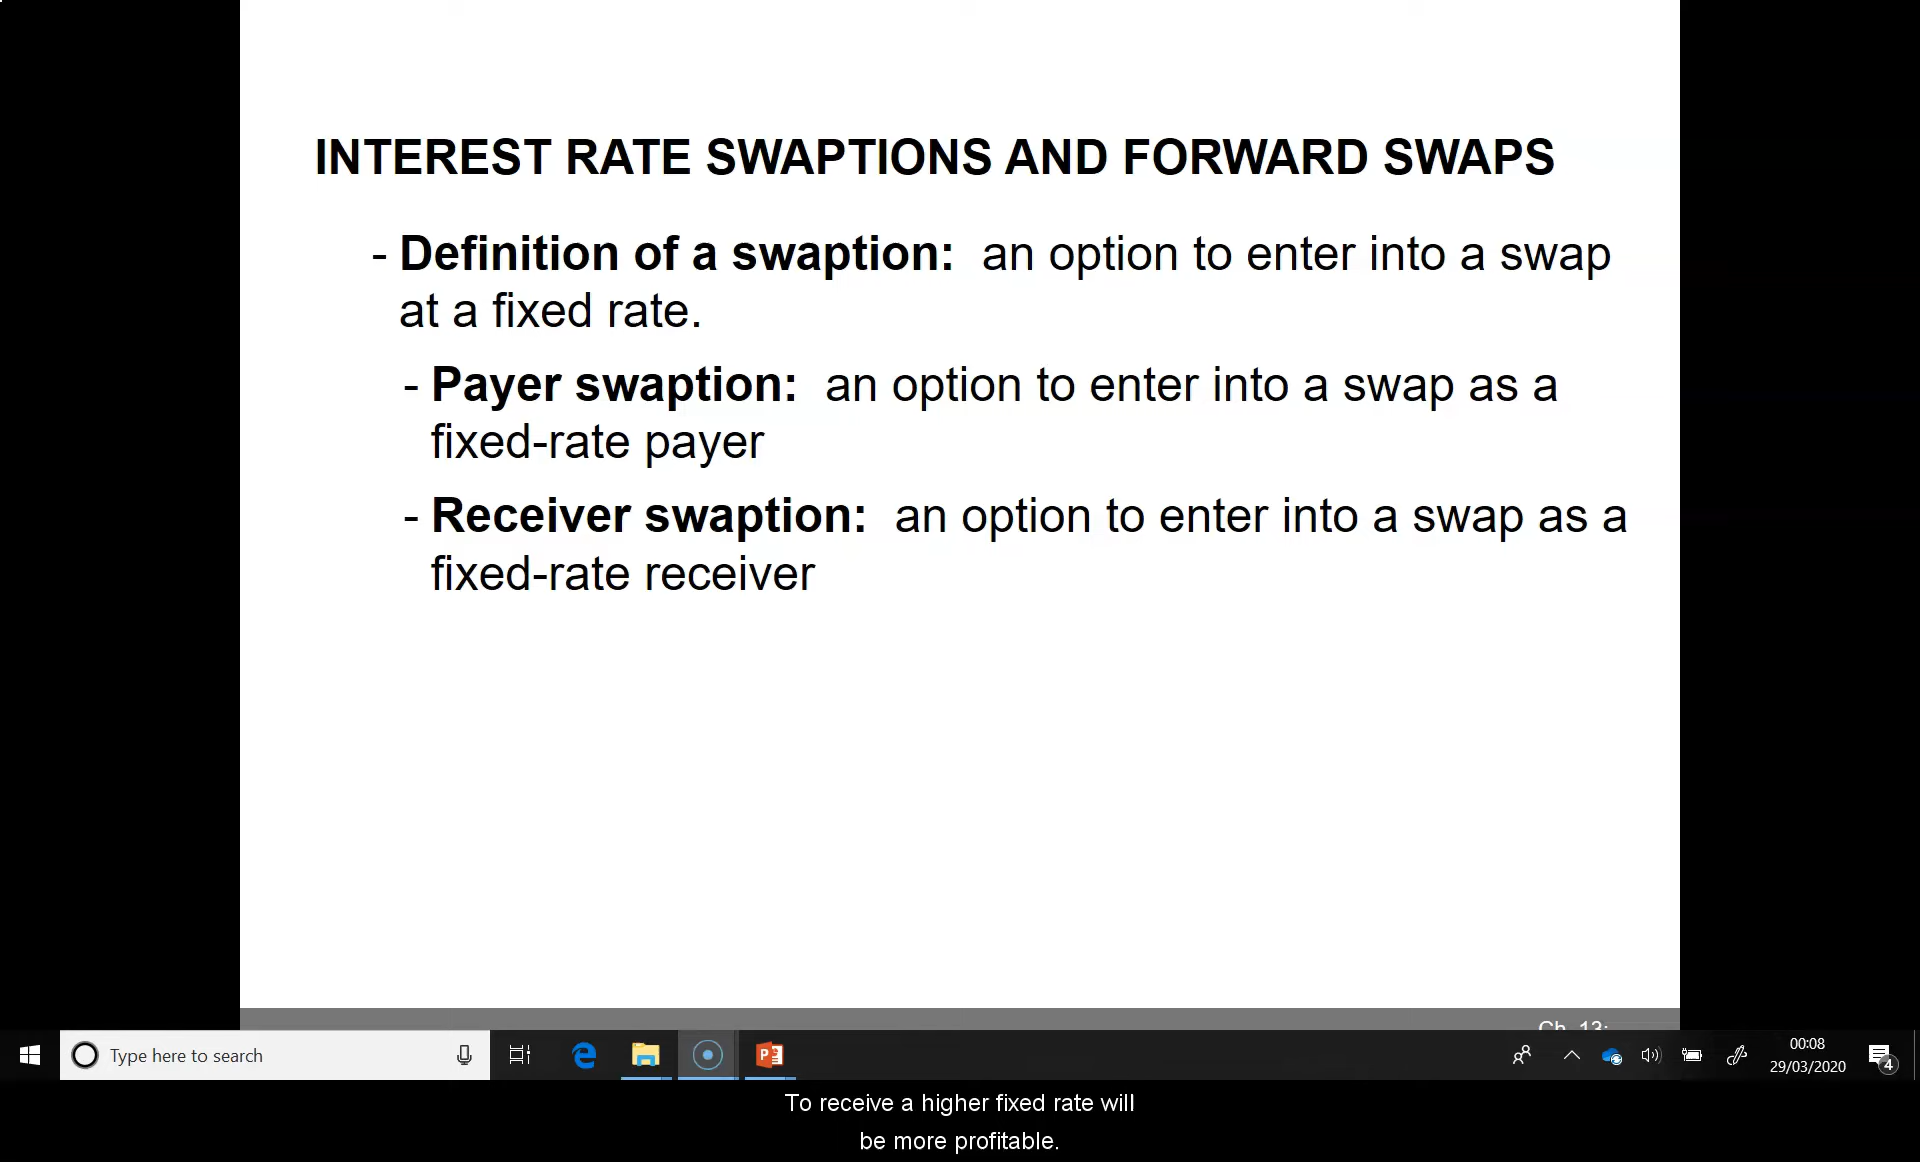 INTEREST RATE SWAPTIONS AND FORWARD SWAPS
- Definition of a swaption: an option to enter into a swap
at a fixed rate.
- Payer swaption: an option to enter into a swap as a
fixed-rate payer
- Receiver swaption: an option to enter into a swap as a
fixed-rate receiver
Ch. 13:
Type here to search
00:08
29/03/2020
4
To receive a higher fixed rate will
be more profitable.